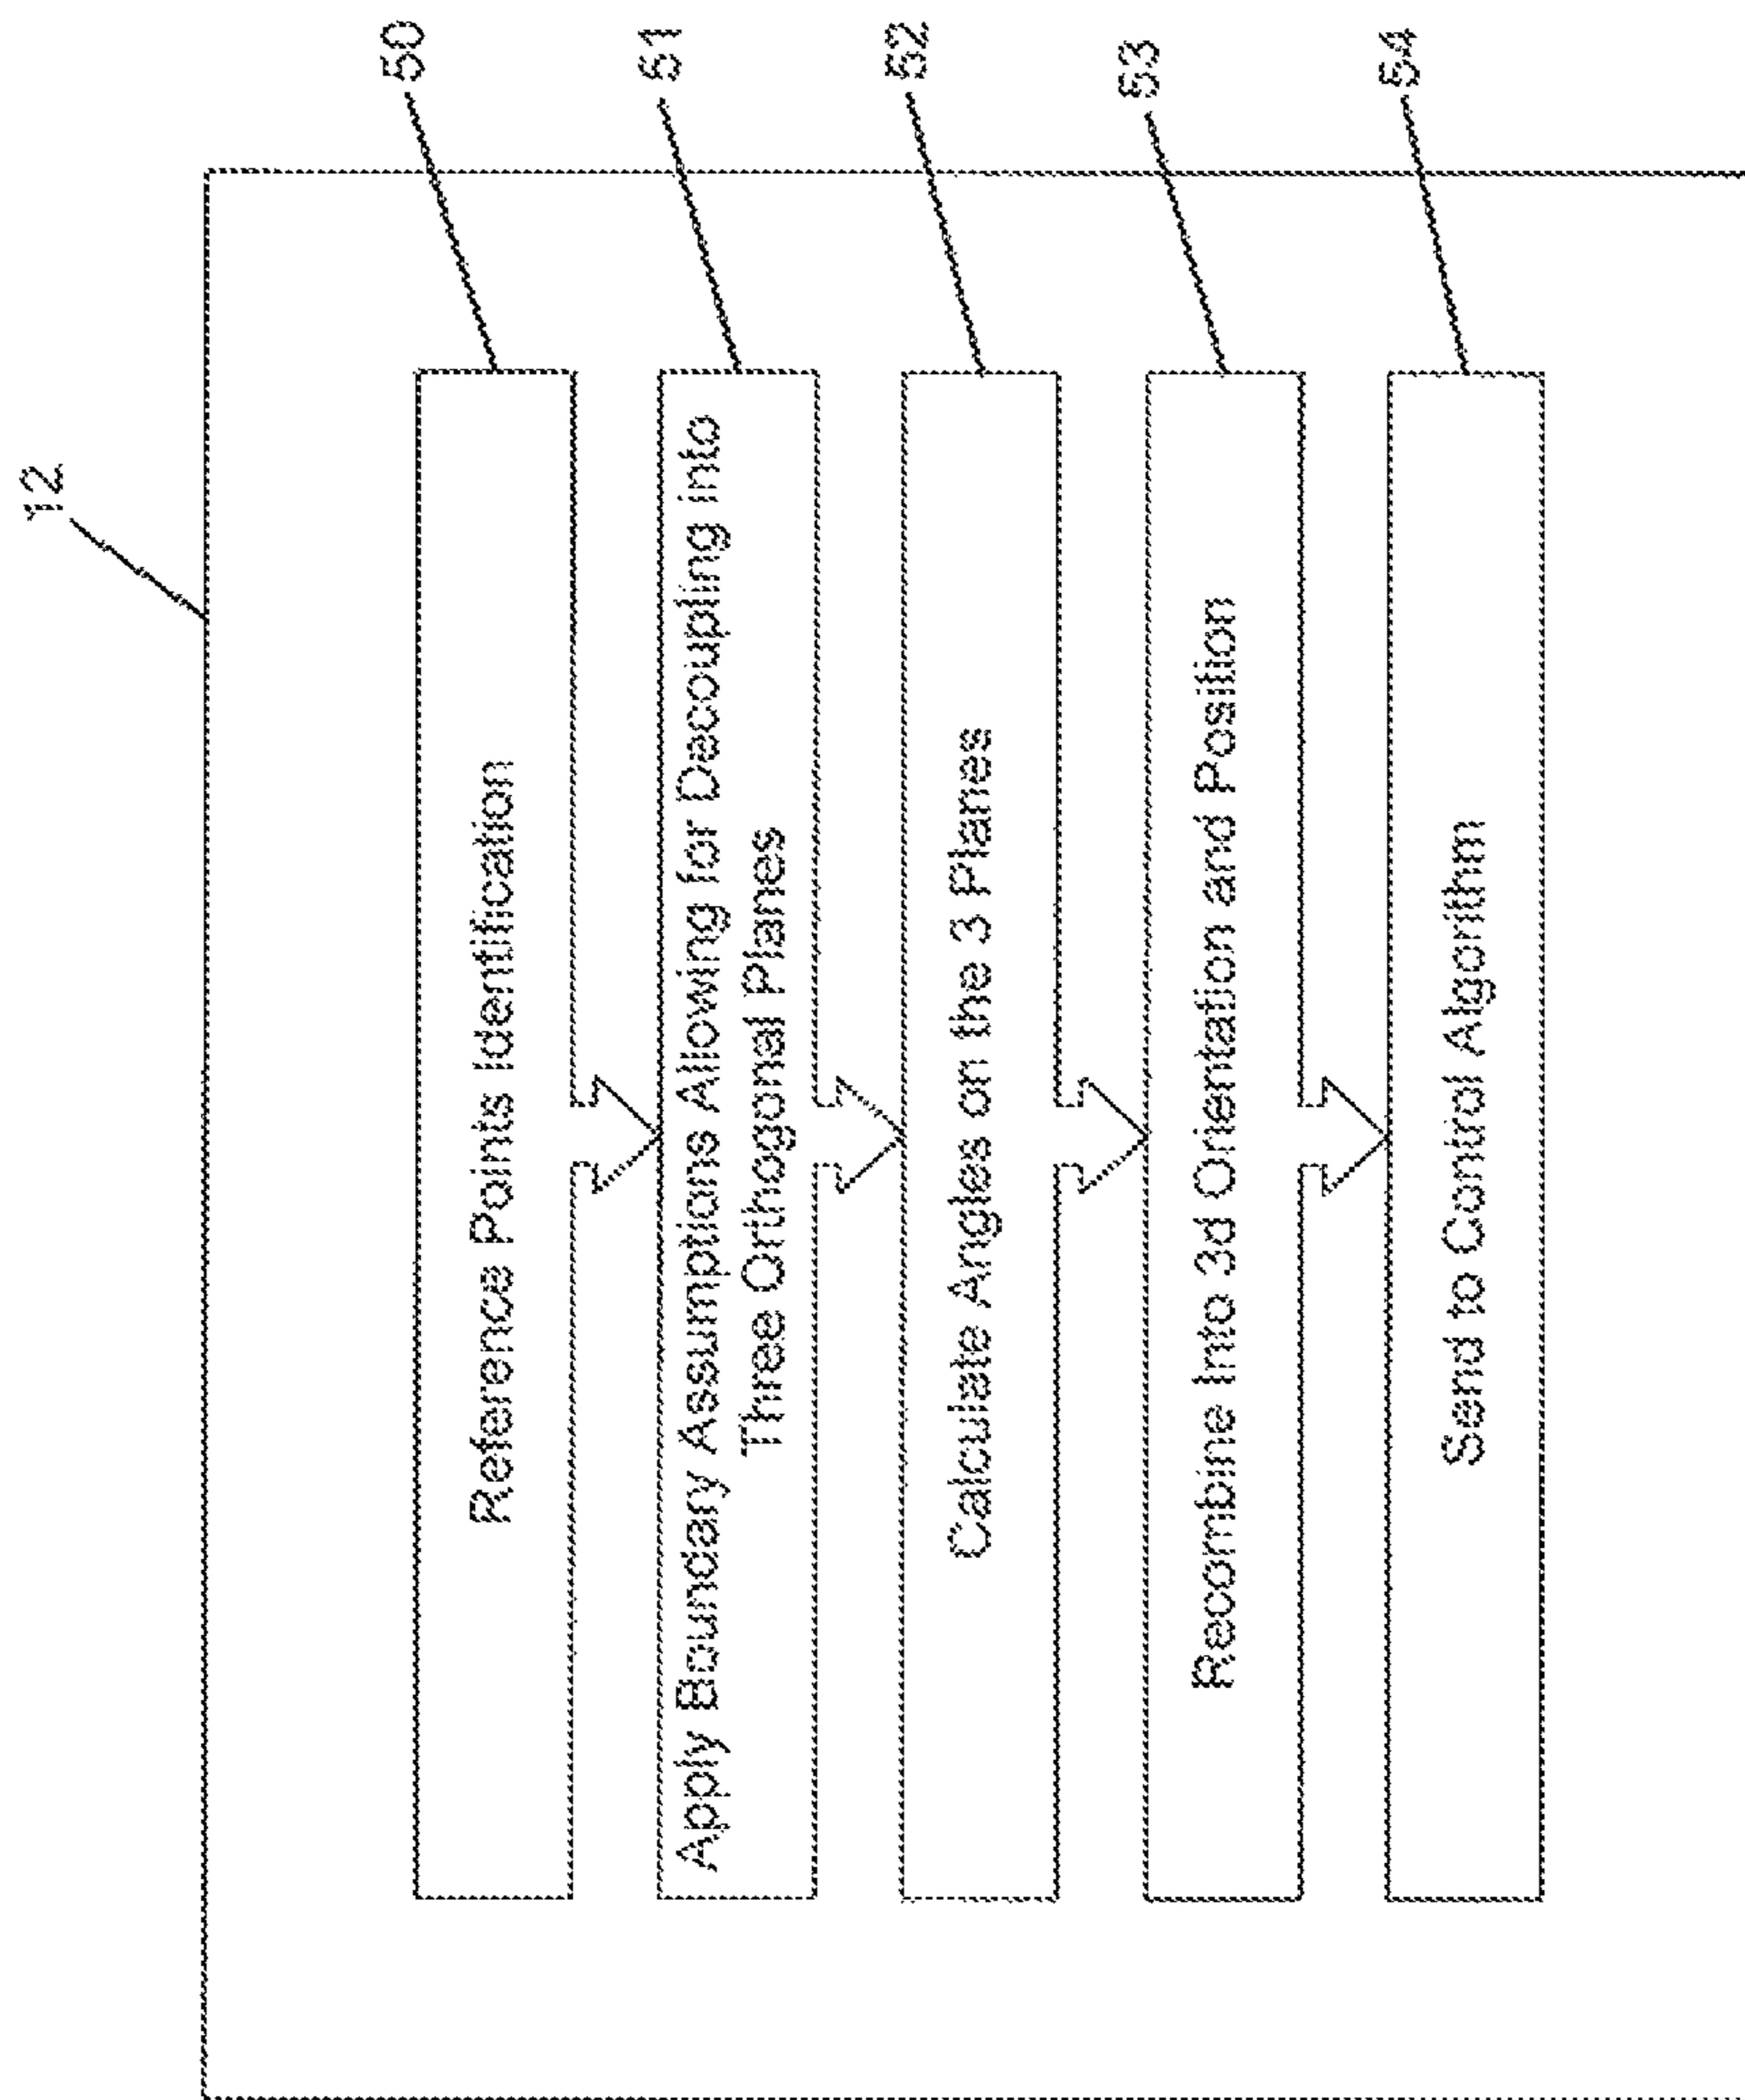 12
Reference Points Identification
50
Apply Boundary Assumptions Allowing for Decoupling into
Three Orthogonal Planes
51
Calculate Angles on the 3 Planes
52
Recombine Into 3d Orientation and Position
53
Send to Control Algorithm
54